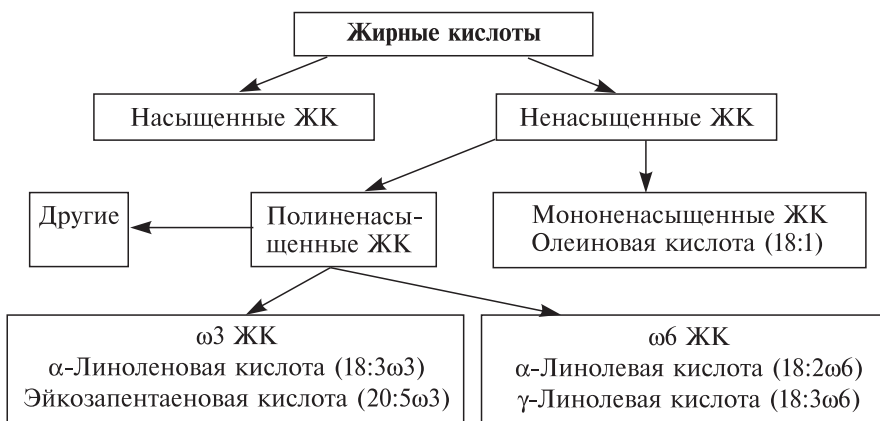 Жирные кислоты
Насыщенные ЖК
Ненасыщенные ЖК
Другие
Полиненасы-
щенные ЖК
Мононенасыщенные ЖК
Олеиновая кислота (18:1)
ω3 ЖК
α-Линоленовая кислота (18:3ω3)
Эйкозапентаеновая кислота (20:5ω3)
ω6 ЖК
α-Линолевая кислота (18:2ω6)
γ-Линолевая кислота (18:3ω6)